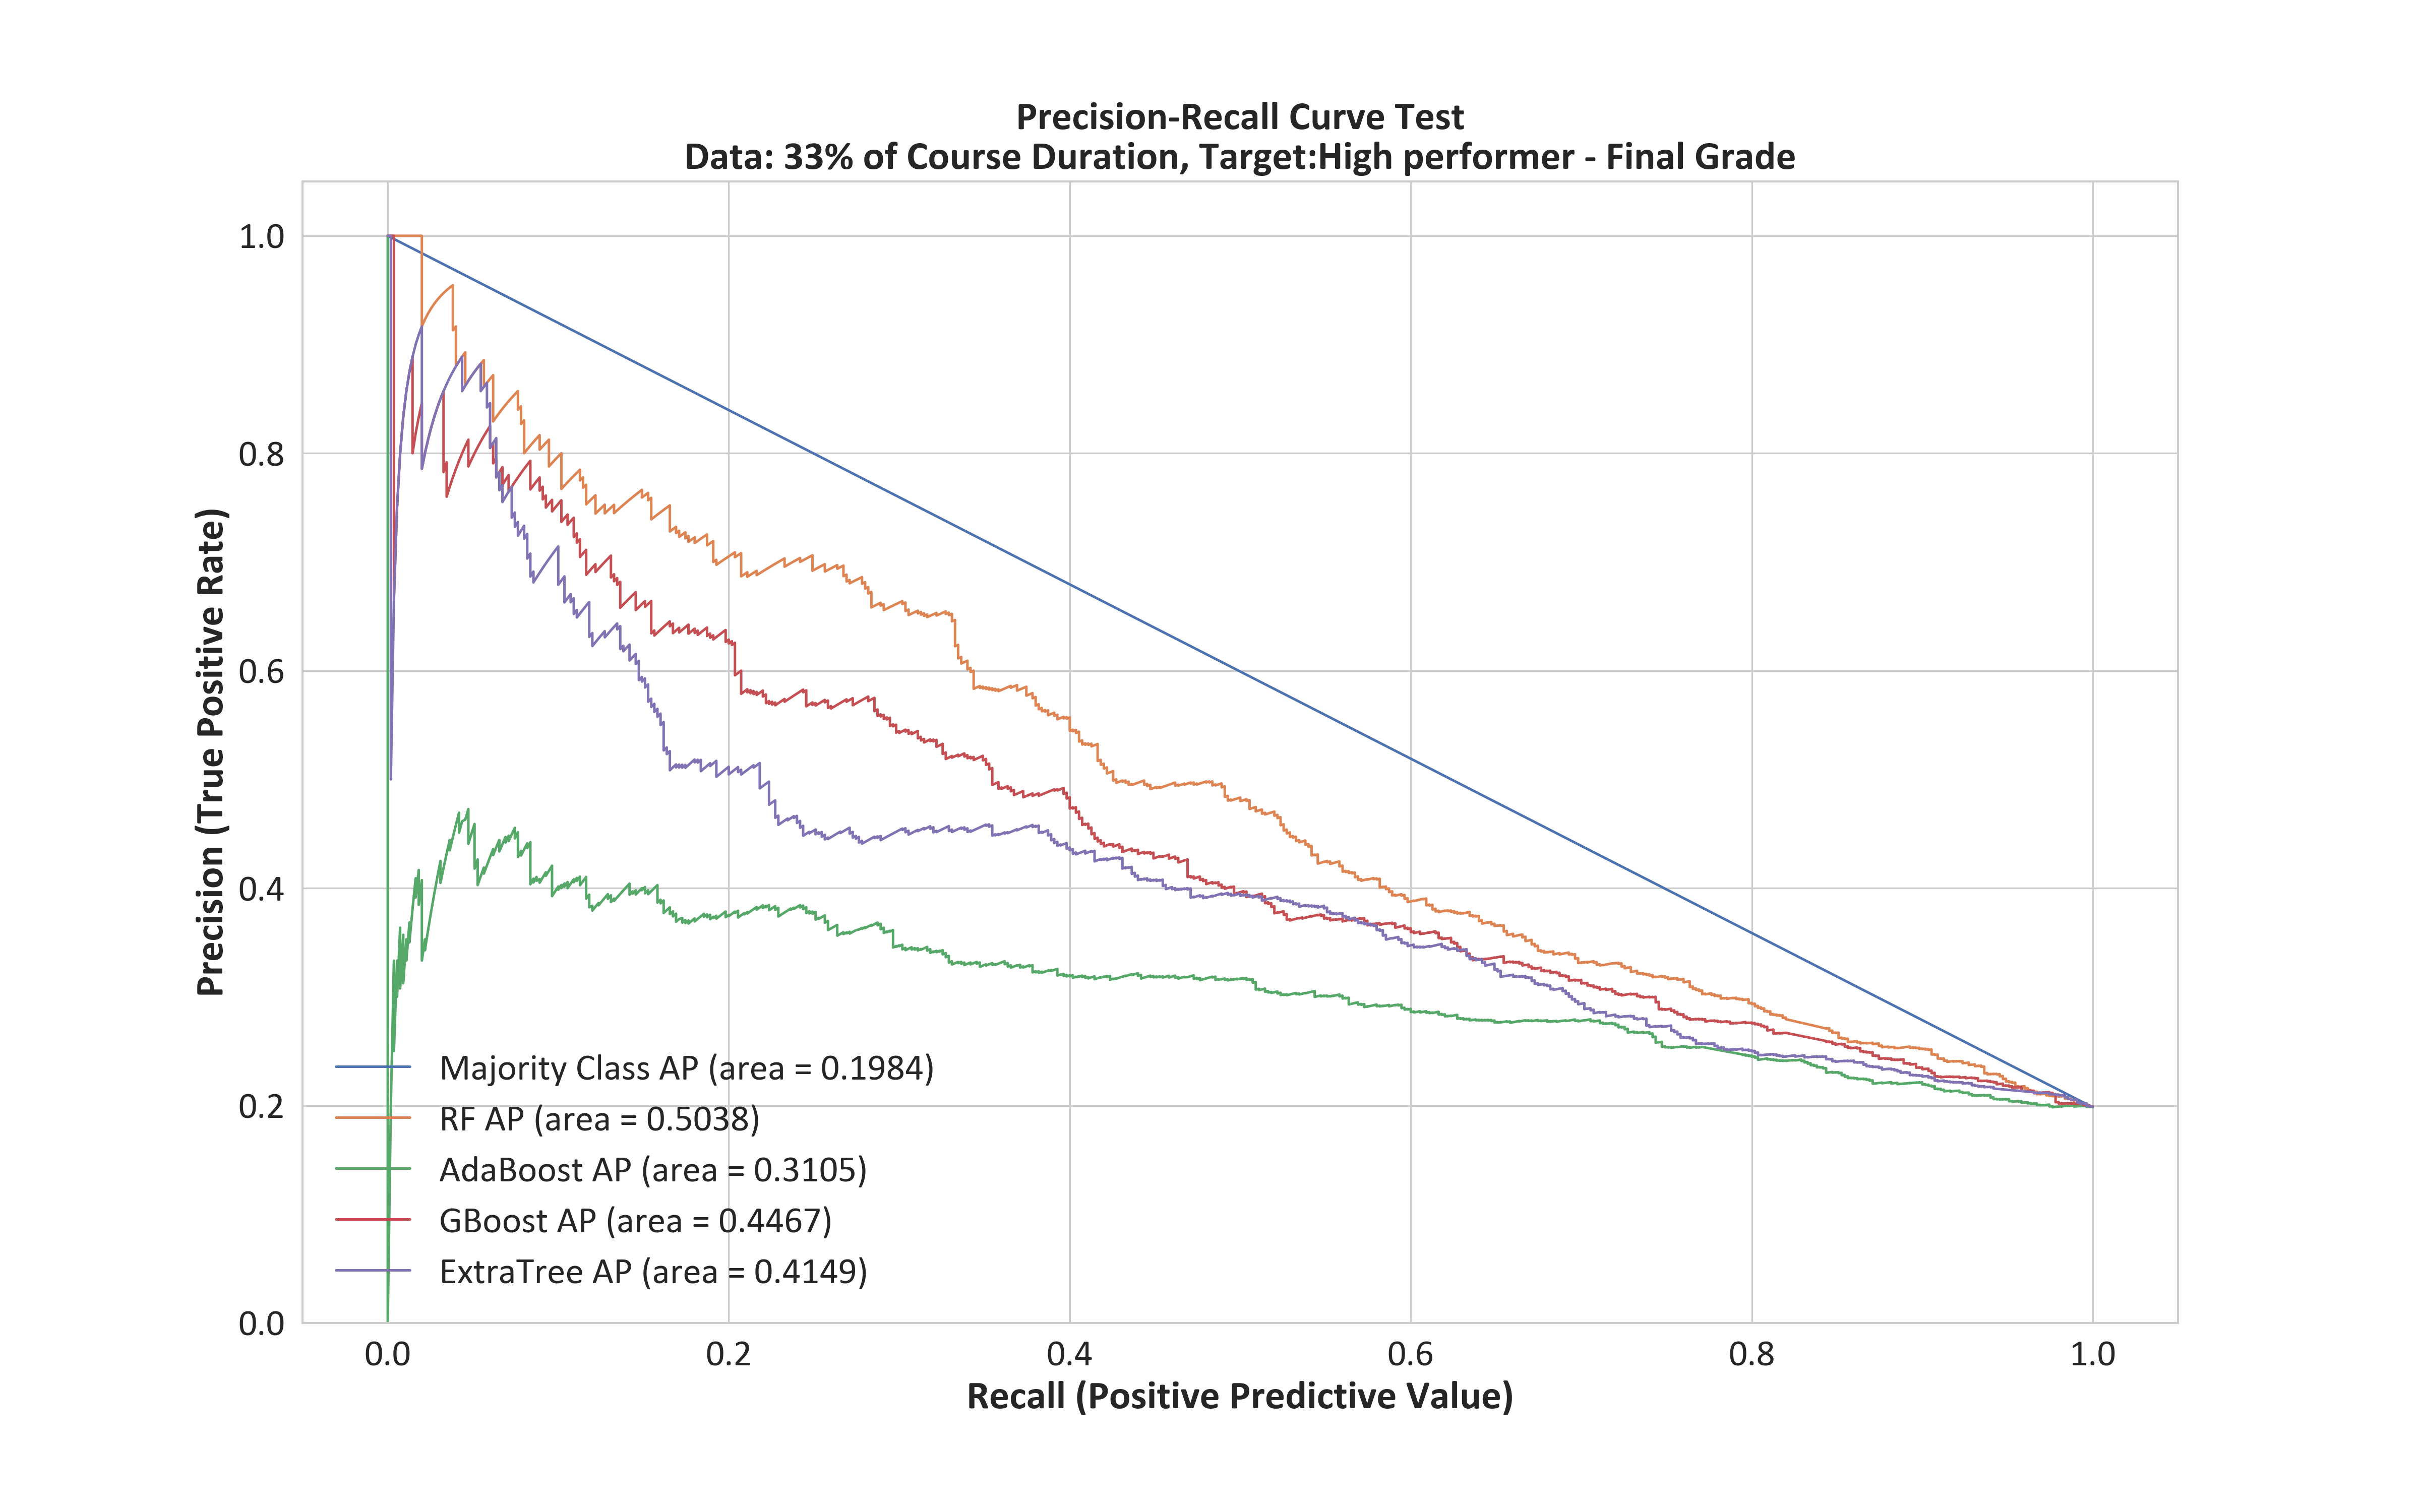 Precision-Recall Curve Test
Data: 33% of Course Duration, Target:High performer - Final Grade
Precision (True Positive Rate)
1.0
0.8
0.6
0.4
0.2
0.0
Majority Class AP (area = 0.1984)
RF AP (area = 0.5038)
AdaBoost AP (area = 0.3105)
GBoost AP (area = 0.4467)
ExtraTree AP (area = 0.4149)
0.0 0.2 0.4 0.6 0.8 1.0
Recall (Positive Predictive Value)